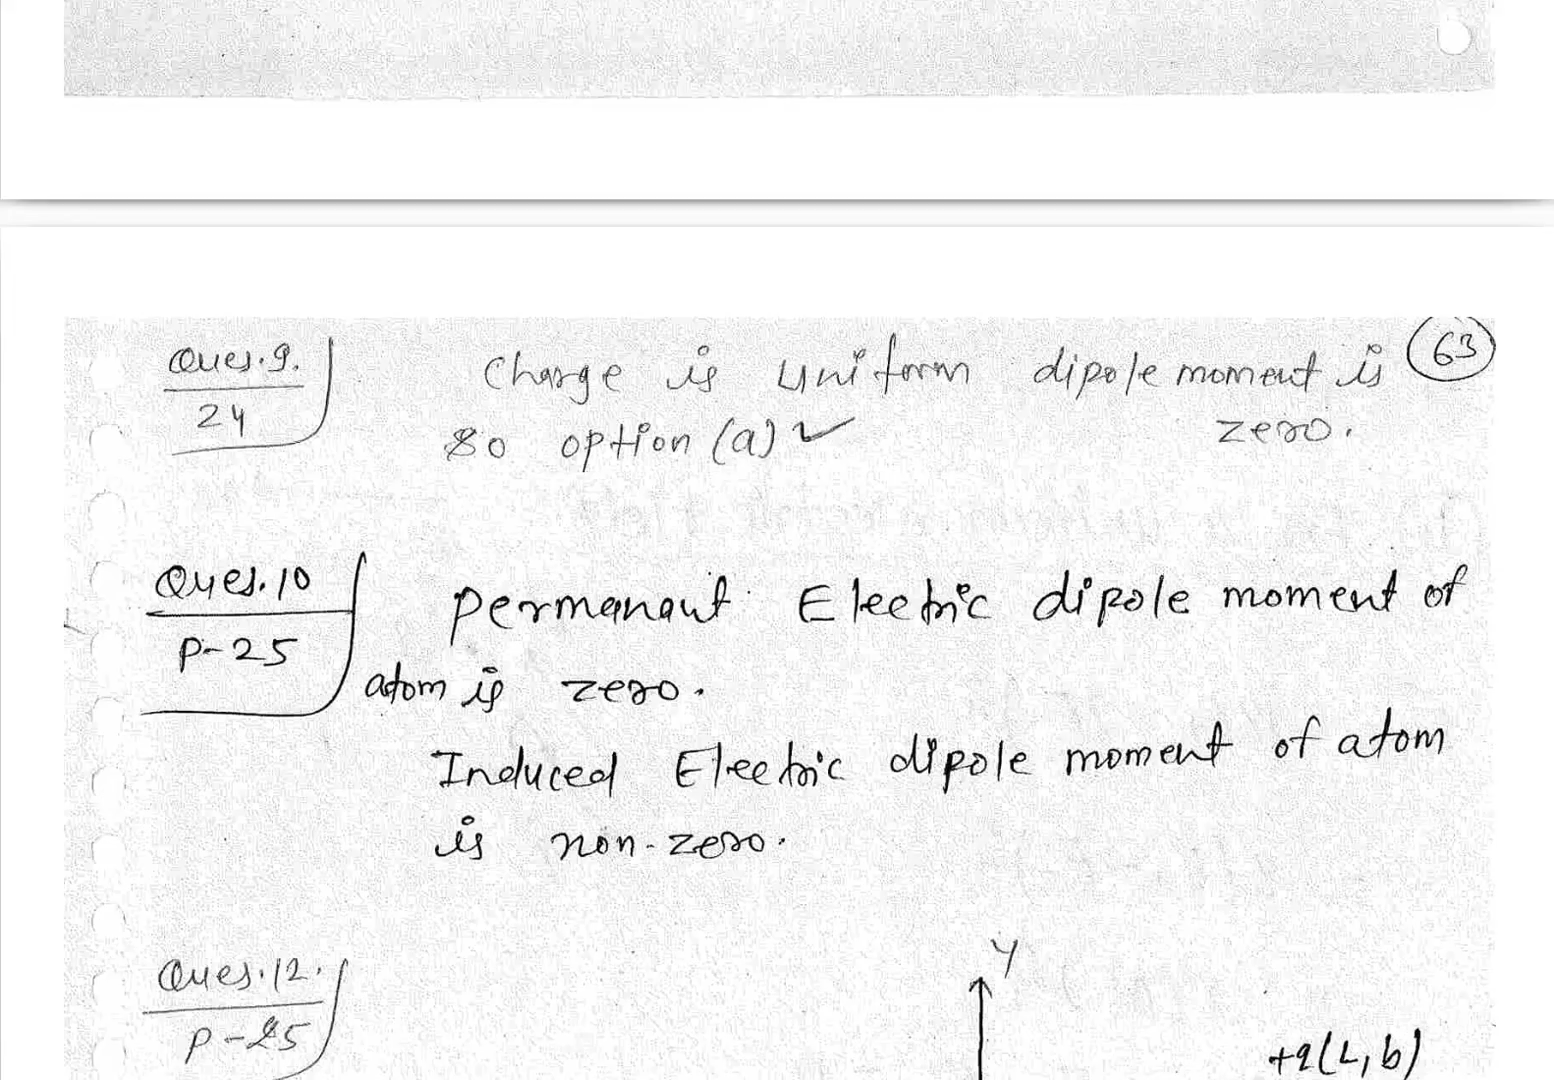 Ques.9. Charge is uniform dipole moment is (63)
24 So option (a) ✓ zero.
Ques.10 Permanant Electric dipole moment of
P-25 atom is zero.
Induced Electric dipole moment of atom
is non-zero.
Ques.12.
P-25
Y
+q(L,b)